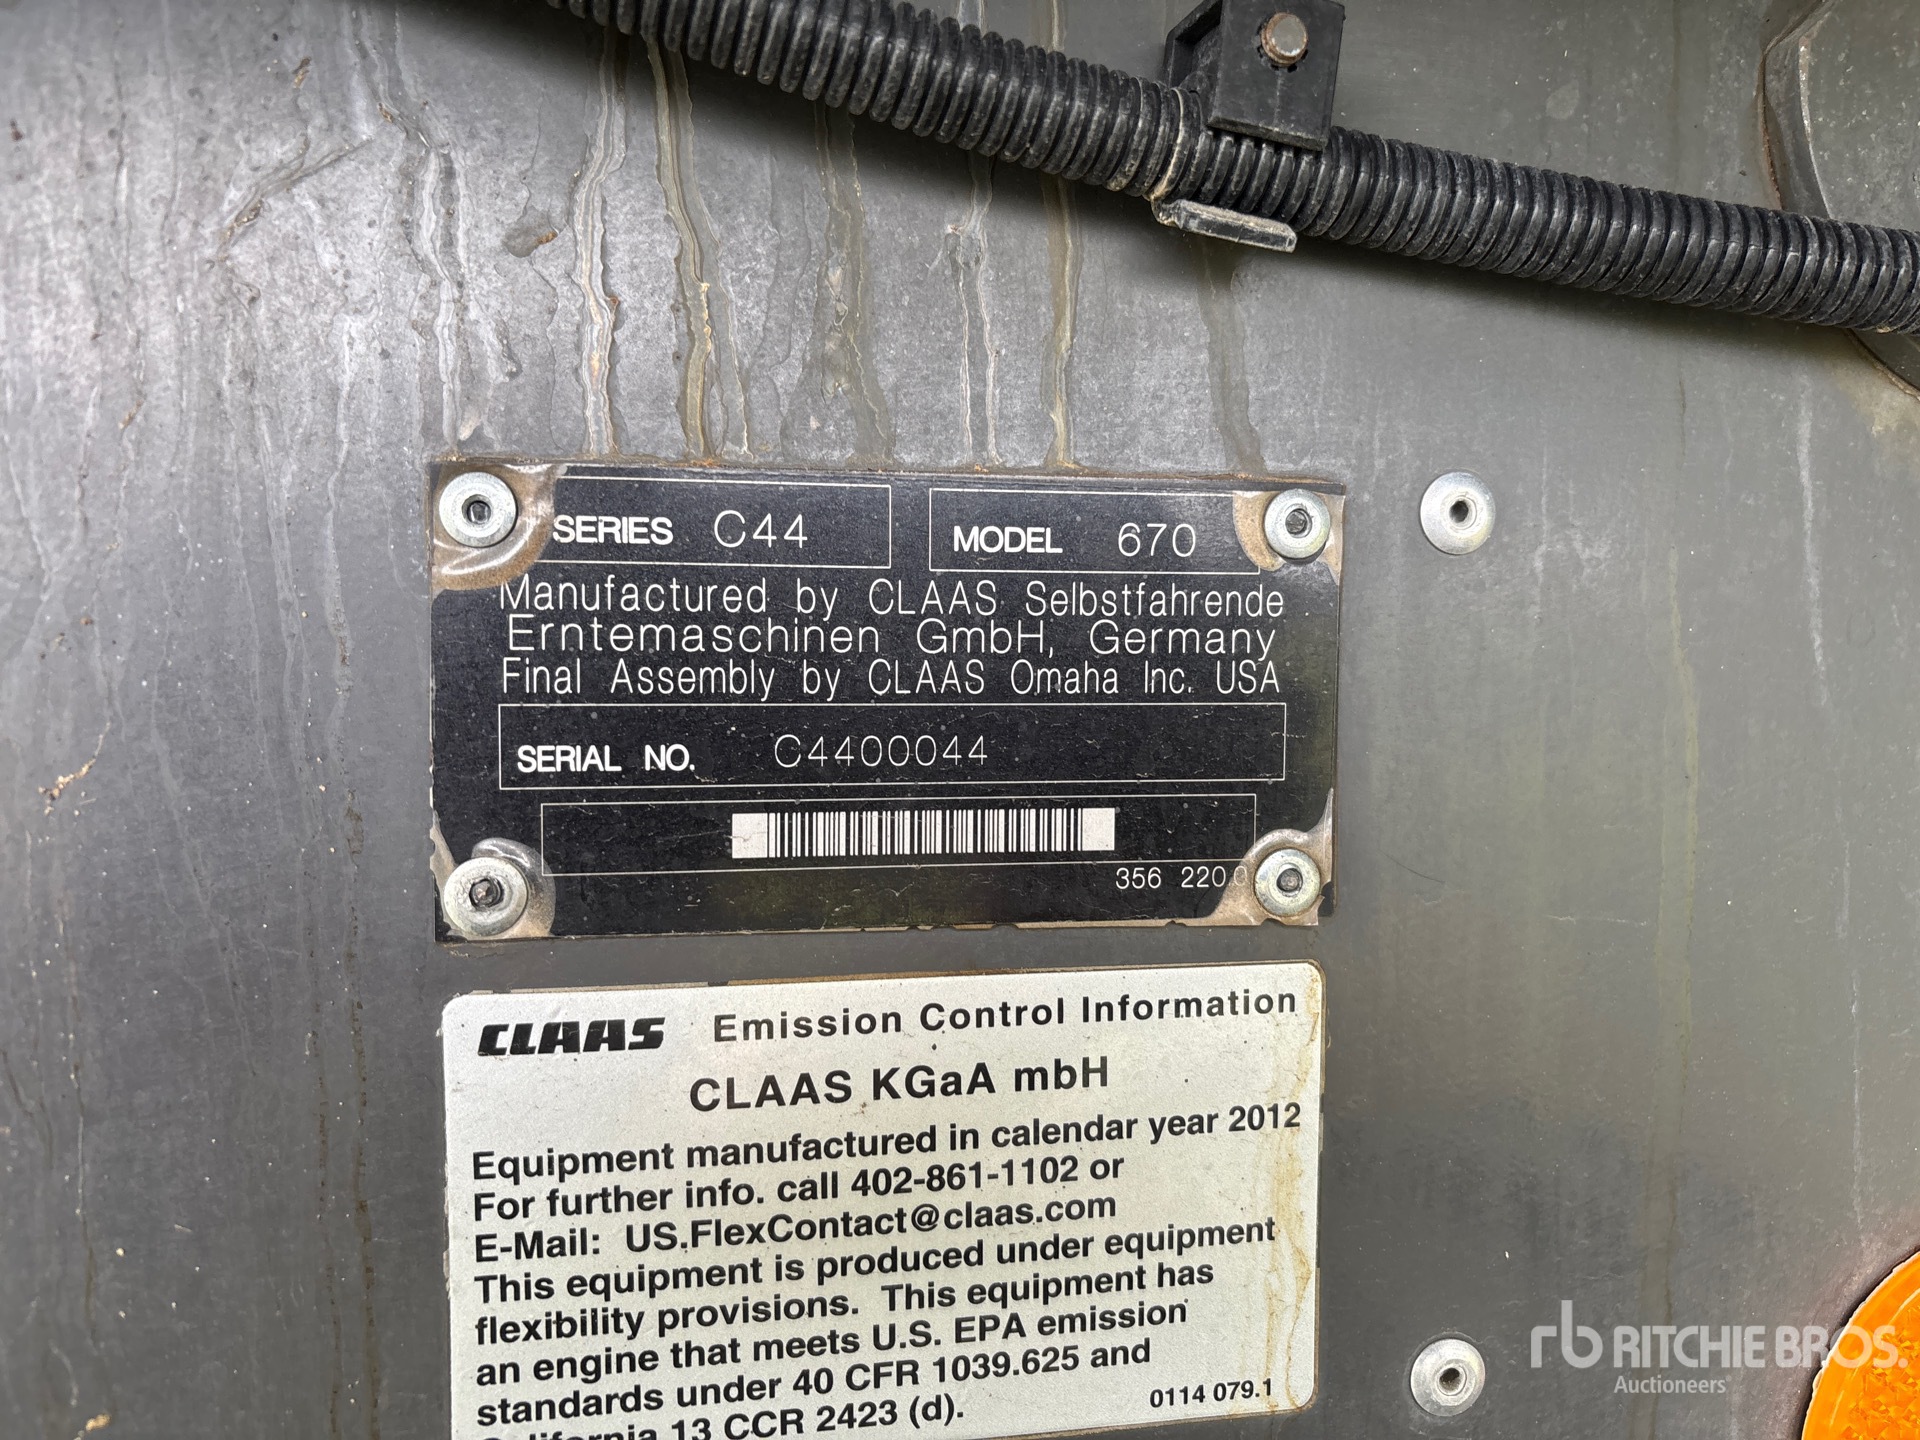 SERIES C44 MODEL 670
Manufactured by CLAAS Selbstfahrende
Erntemaschinen GmbH, Germany
Final Assembly by CLAAS Omaha Inc. USA
SERIAL NO. C4400044
356 220.0
CLAAS Emission Control Information
CLAAS KGaA mbH
Equipment manufactured in calendar year 2012
For further info. call 402-861-1102 or
E-Mail: US.FlexContact@claas.com
This equipment is produced under equipment
flexibility provisions. This equipment has
an engine that meets U.S. EPA emission
standards under 40 CFR 1039.625 and
California 13 CCR 2423 (d).
0114 079.1
rb RITCHIE BROS.
Auctioneers